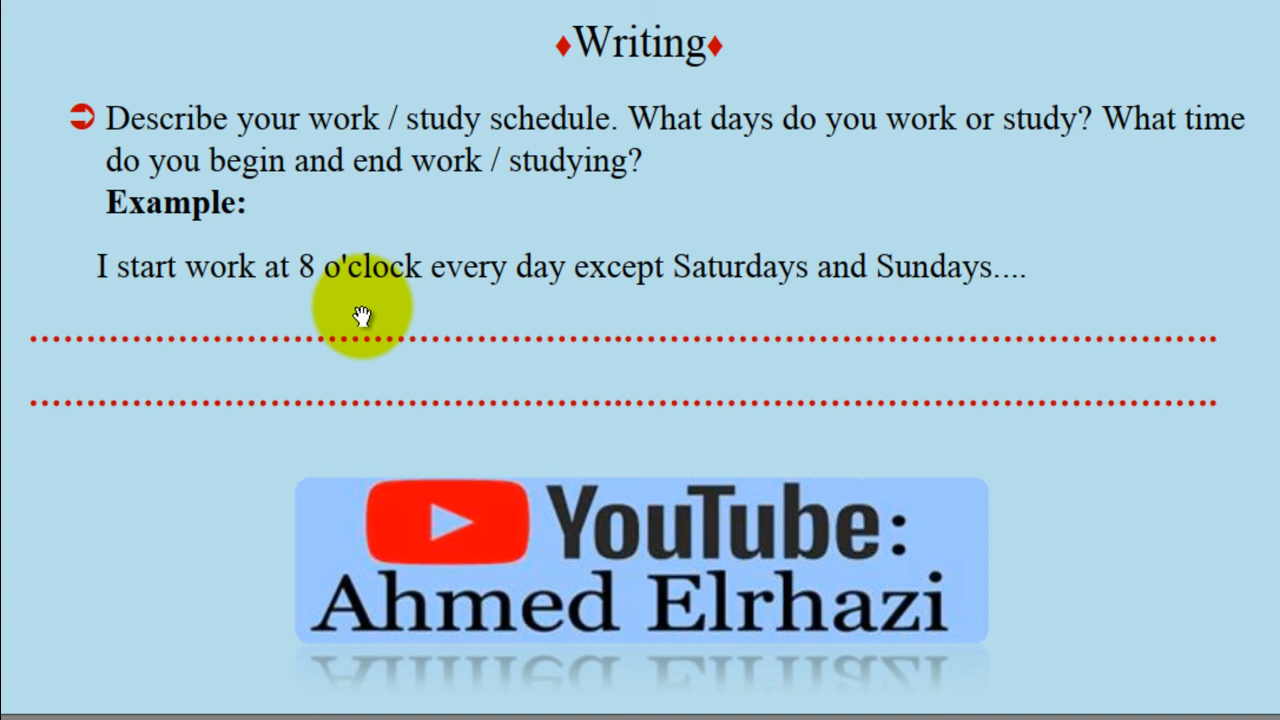 ♦Writing♦
➲ Describe your work / study schedule. What days do you work or study? What time
do you begin and end work / studying?
Example:
I start work at 8 o'clock every day except Saturdays and Sundays....
YouTube:
Ahmed Elrhazi